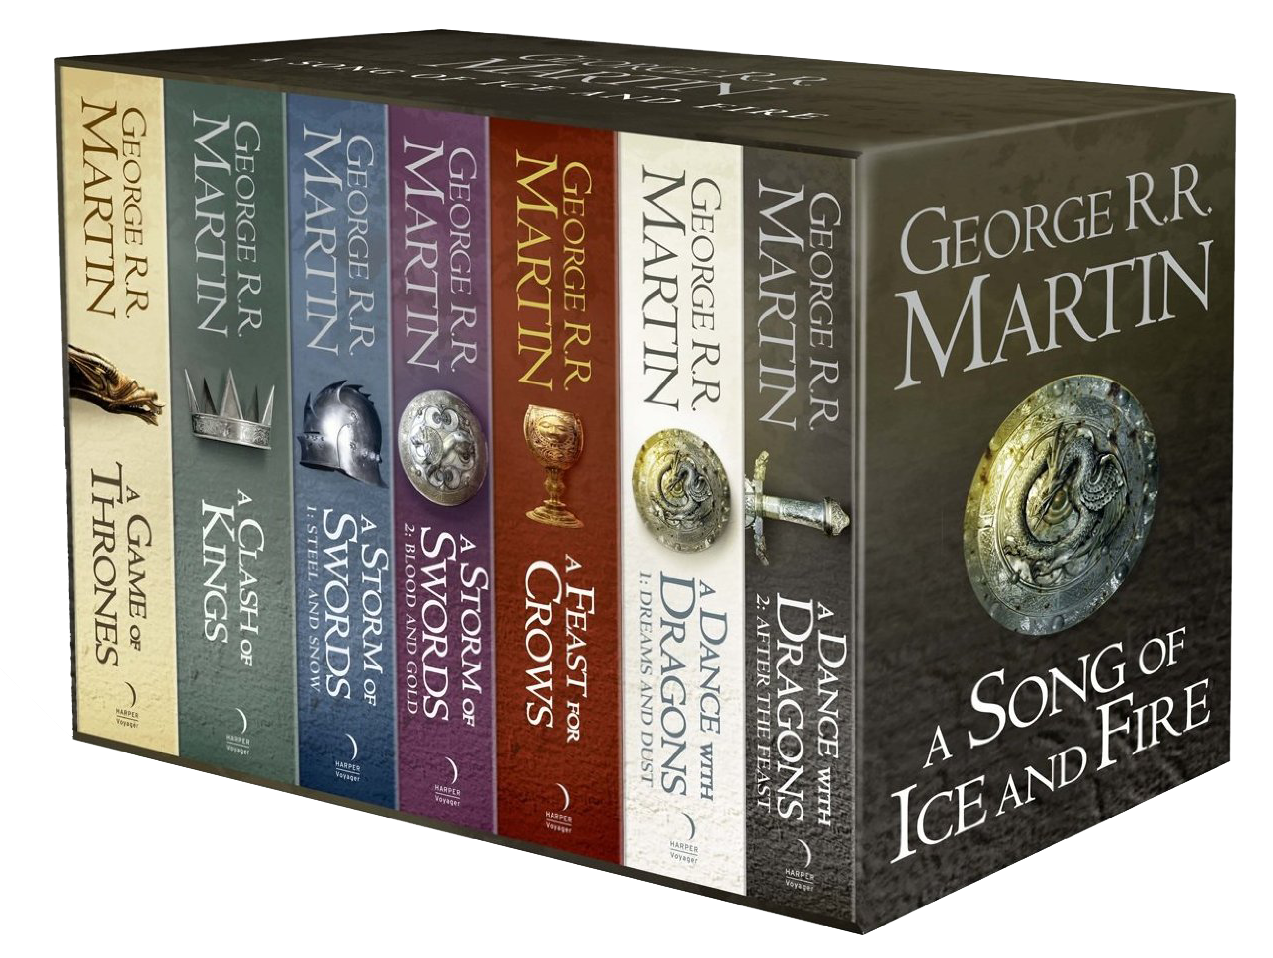 GEORGE R.R.
MARTIN
A SONG OF ICE AND FIRE
GEORGE R.R.
MARTIN
A GAME OF
THRONES
HARPER
Voyager
GEORGE R.R.
MARTIN
A CLASH OF
KINGS
HARPER
Voyager
GEORGE R.R.
MARTIN
A STORM OF
SWORDS
1: STEEL AND SNOW
HARPER
Voyager
GEORGE R.R.
MARTIN
A STORM OF
SWORDS
2: BLOOD AND GOLD
HARPER
Voyager
GEORGE R.R.
MARTIN
A FEAST FOR
CROWS
HARPER
Voyager
GEORGE R.R.
MARTIN
A DANCE WITH
DRAGONS
1: DREAMS AND DUST
HARPER
Voyager
GEORGE R.R.
MARTIN
A DANCE WITH
DRAGONS
2: AFTER THE FEAST
HARPER
Voyager
GEORGE R.R.
MARTIN
A SONG OF
ICE AND FIRE